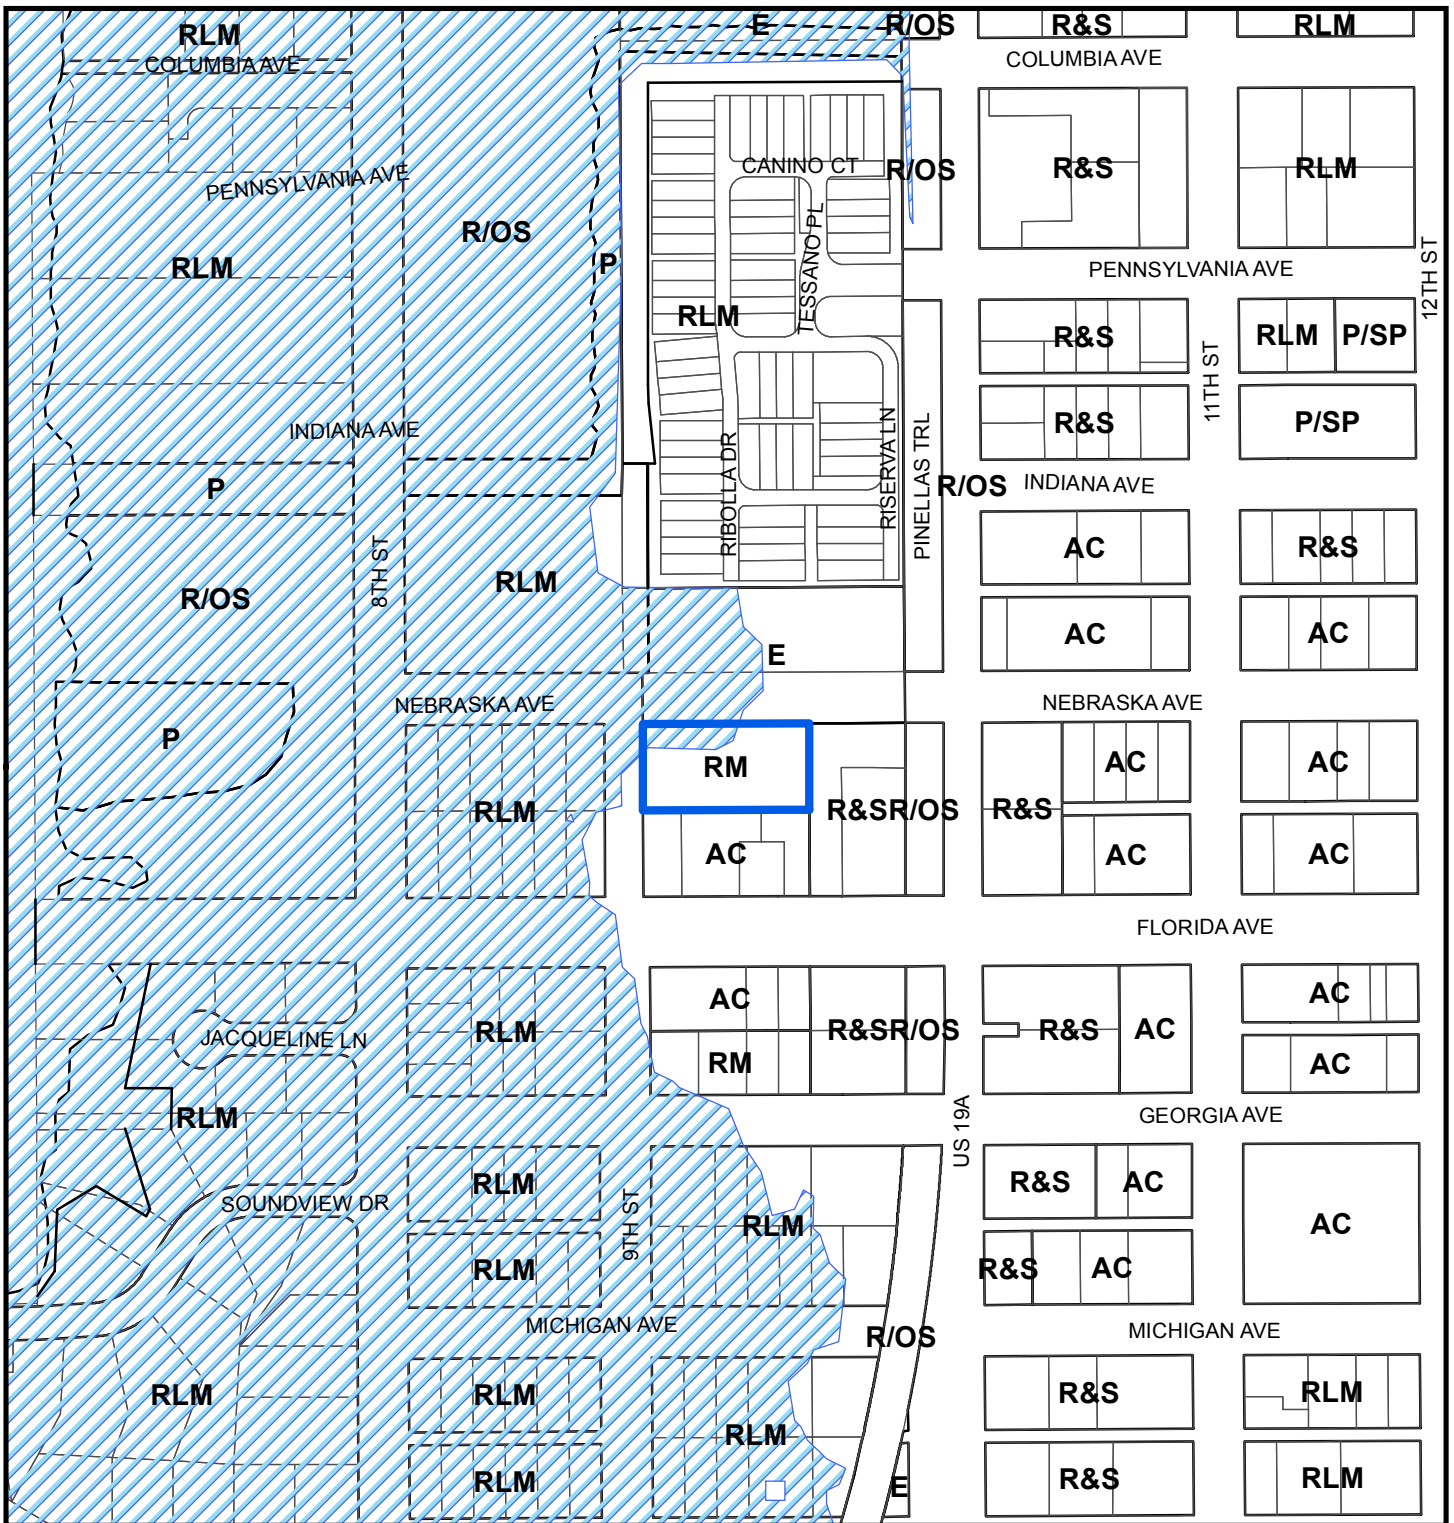 RLM
E
R/OS
R&S
RLM
COLUMBIA AVE
COLUMBIA AVE
CANINO CT
R/OS
R&S
RLM
PENNSYLVANIA AVE
R/OS
TESSANO PL
RLM
P
PENNSYLVANIA AVE
12TH ST
RLM
R&S
RLM
P/SP
11TH ST
INDIANA AVE
R&S
P/SP
RIBOLLA DR
RISERVA LN
PINELLAS TRL
P
R/OS
INDIANA AVE
8TH ST
AC
R&S
R/OS
RLM
AC
AC
E
NEBRASKA AVE
NEBRASKA AVE
P
RM
AC
AC
RLM
R&S
R/OS
R&S
AC
AC
AC
FLORIDA AVE
AC
AC
JACQUELINE LN
RLM
R&S
R/OS
R&S
AC
RM
AC
RLM
US 19A
GEORGIA AVE
RLM
R&S
AC
SOUNDVIEW DR
9TH ST
RLM
AC
RLM
R&S
AC
MICHIGAN AVE
R/OS
MICHIGAN AVE
RLM
RLM
R&S
RLM
RLM
RLM
E
R&S
RLM